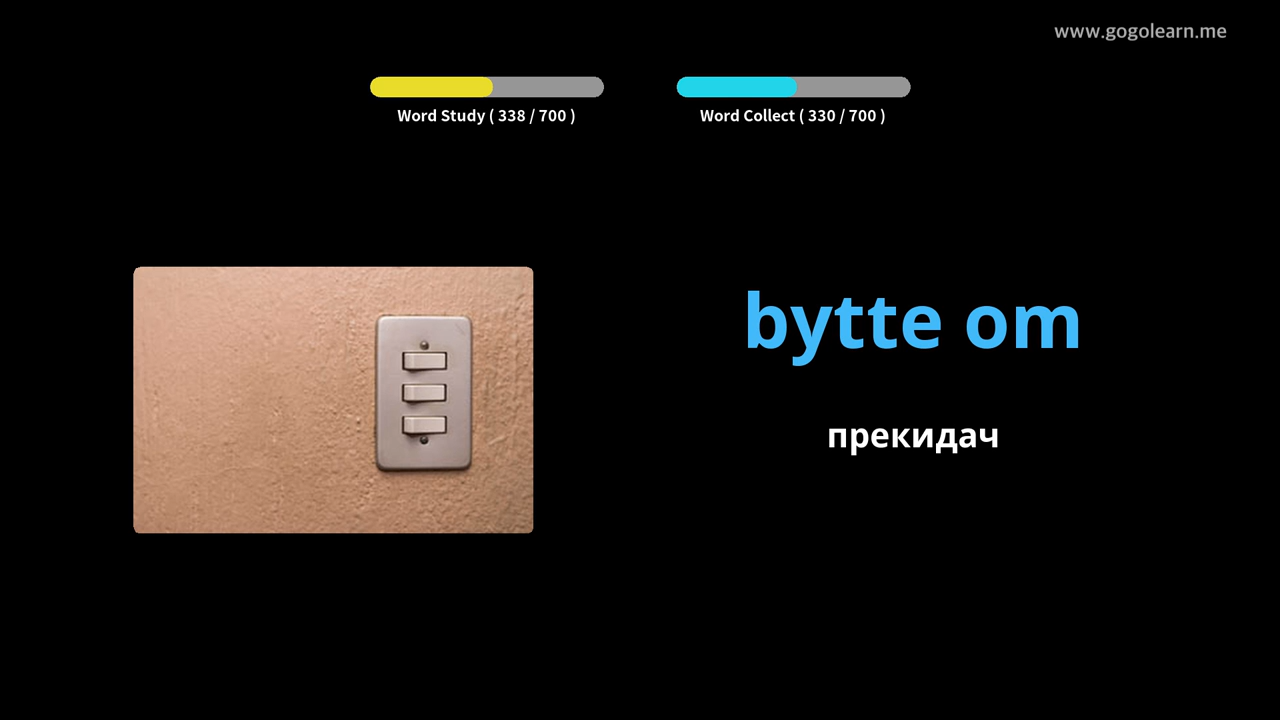 www.gogolearn.me
Word Study ( 338 / 700 )
Word Collect ( 330 / 700 )
bytte om
прекидач